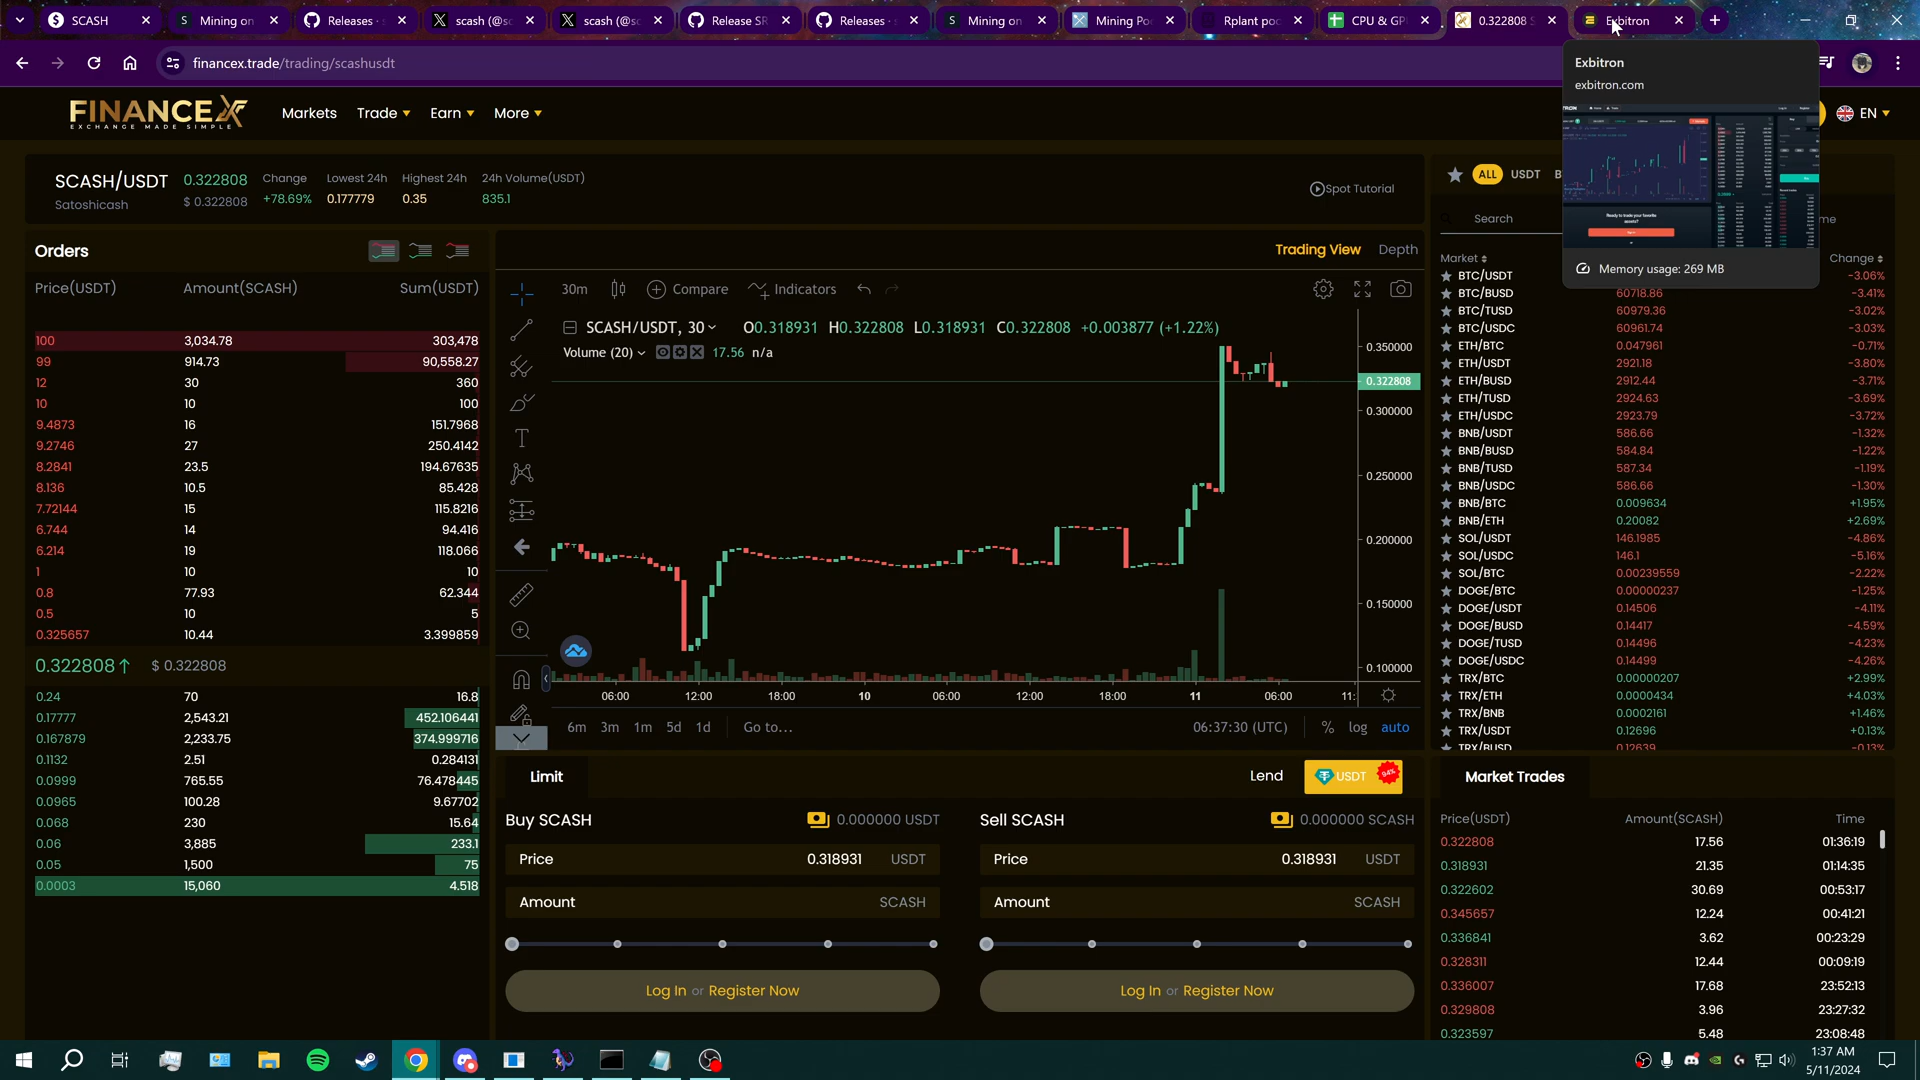 SCASH
Mining on
Releases · s
scash (@sc
scash (@sc
Release SR
Releases · s
Mining on
Mining Po
Rplant poo
CPU & GP
0.322808 S
Exbitron
financex.trade/trading/scashusdt
Exbitron
exbitron.com
Memory usage: 269 MB
FINANCEX
EXCHANGE MADE SIMPLE
Markets
Trade
Earn
More
EN
SCASH/USDT
Satoshicash
0.322808
$ 0.322808
Change
+78.69%
Lowest 24h
0.177779
Highest 24h
0.35
24h Volume(USDT)
835.1
Spot Tutorial
ALL
USDT
Search
Orders
Price(USDT) Amount(SCASH) Sum(USDT)
100 3,034.78 303,478
99 914.73 90,558.27
12 30 360
10 10 100
9.4873 16 151.7968
9.2746 27 250.4142
8.2841 23.5 194.67635
8.136 10.5 85.428
7.72144 15 115.8216
6.744 14 94.416
6.214 19 118.066
1 10 10
0.8 77.93 62.344
0.5 10 5
0.325657 10.44 3.399859
0.322808↑ $ 0.322808
0.24 70 16.8
0.17777 2,543.21 452.106441
0.167879 2,233.75 374.999716
0.1132 2.51 0.284131
0.0999 765.55 76.478445
0.0965 100.28 9.67702
0.068 230 15.64
0.06 3,885 233.1
0.05 1,500 75
0.0003 15,060 4.518
Trading View Depth
30m
Compare
Indicators
SCASH/USDT, 30
O0.318931 H0.322808 L0.318931 C0.322808 +0.003877 (+1.22%)
Volume (20)
17.56 n/a
0.350000
0.322808
0.300000
0.250000
0.200000
0.150000
0.100000
06:00 12:00 18:00 10 06:00 12:00 18:00 11 06:00 11:
6m 3m 1m 5d 1d Go to...
06:37:30 (UTC) % log auto
Limit
Lend
USDT
94%
Buy SCASH
0.000000 USDT
Price 0.318931 USDT
Amount SCASH
Log In or Register Now
Sell SCASH
0.000000 SCASH
Price 0.318931 USDT
Amount SCASH
Log In or Register Now
Market Change
BTC/USDT -3.06%
BTC/BUSD 60718.86 -3.41%
BTC/TUSD 60979.36 -3.02%
BTC/USDC 60961.74 -3.03%
ETH/BTC 0.047961 -0.71%
ETH/USDT 2921.18 -3.80%
ETH/BUSD 2912.44 -3.71%
ETH/TUSD 2924.63 -3.69%
ETH/USDC 2923.79 -3.72%
BNB/USDT 586.66 -1.32%
BNB/BUSD 584.84 -1.22%
BNB/TUSD 587.34 -1.19%
BNB/USDC 586.66 -1.30%
BNB/BTC 0.009634 +1.95%
BNB/ETH 0.20082 +2.69%
SOL/USDT 146.1985 -4.86%
SOL/USDC 146.1 -5.16%
SOL/BTC 0.00239559 -2.22%
DOGE/BTC 0.00000237 -1.25%
DOGE/USDT 0.14506 -4.11%
DOGE/BUSD 0.14417 -4.59%
DOGE/TUSD 0.14496 -4.23%
DOGE/USDC 0.14499 -4.26%
TRX/BTC 0.00000207 +2.99%
TRX/ETH 0.0000434 +4.03%
TRX/BNB 0.0002161 +1.46%
TRX/USDT 0.12696 +0.13%
TRX/BUSD 0.12639 -0.13%
Market Trades
Price(USDT) Amount(SCASH) Time
0.322808 17.56 01:36:19
0.318931 21.35 01:14:35
0.322602 30.69 00:53:17
0.345657 12.24 00:41:21
0.336841 3.62 00:23:29
0.328311 12.44 00:09:19
0.336007 17.68 23:52:13
0.329808 3.96 23:27:32
0.323597 5.48 23:08:48
1:37 AM
5/11/2024